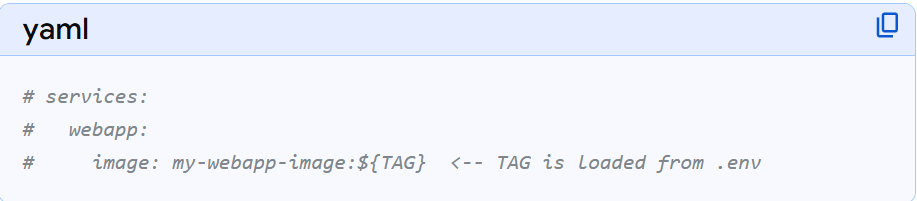 yaml
# services:
#   webapp:
#     image: my-webapp-image:${TAG}  <-- TAG is loaded from .env